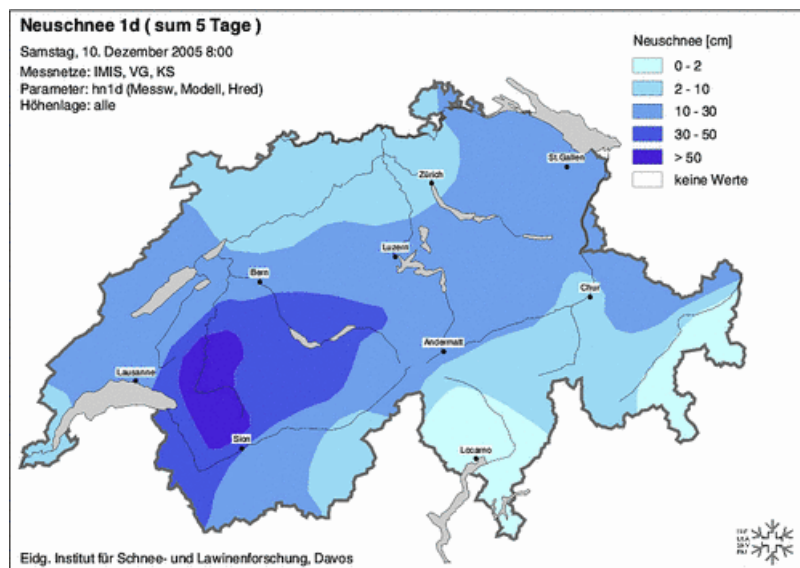 Neuschnee 1d ( sum 5 Tage )
Samstag, 10. Dezember 2005 8:00
Messnetze: IMIS, VG, KS
Parameter: hn1d (Messw, Modell, Hred)
Höhenlage: alle
Neuschnee [cm]
0 - 2
2 - 10
10 - 30
30 - 50
> 50
keine Werte
St.Gallen
Zürich
Luzern
Bern
Chur
Andermatt
Lausanne
Sion
Locarno
Eidg. Institut für Schnee- und Lawinenforschung, Davos